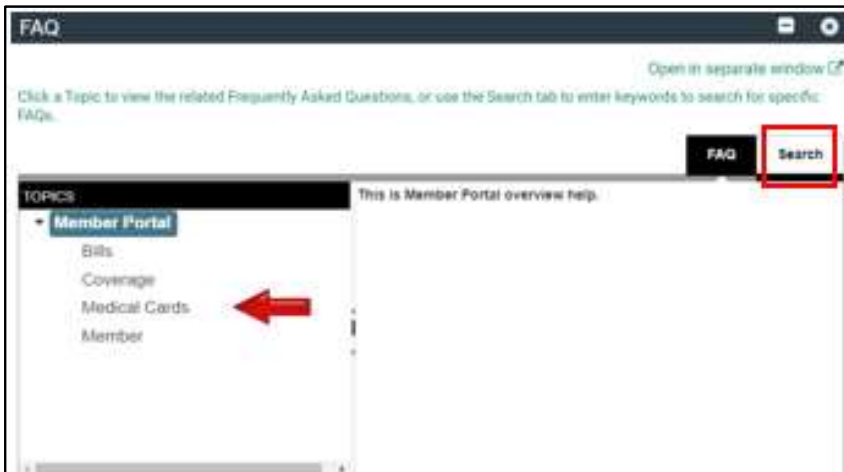 FAQ
Open in separate window
Click a Topic to view the related Frequently Asked Questions, or use the Search tab to enter keywords to search for specific
FAQs.
FAQ Search
TOPICS
This is Member Portal overview help.
Member Portal
Bills
Coverage
Medical Cards
Member